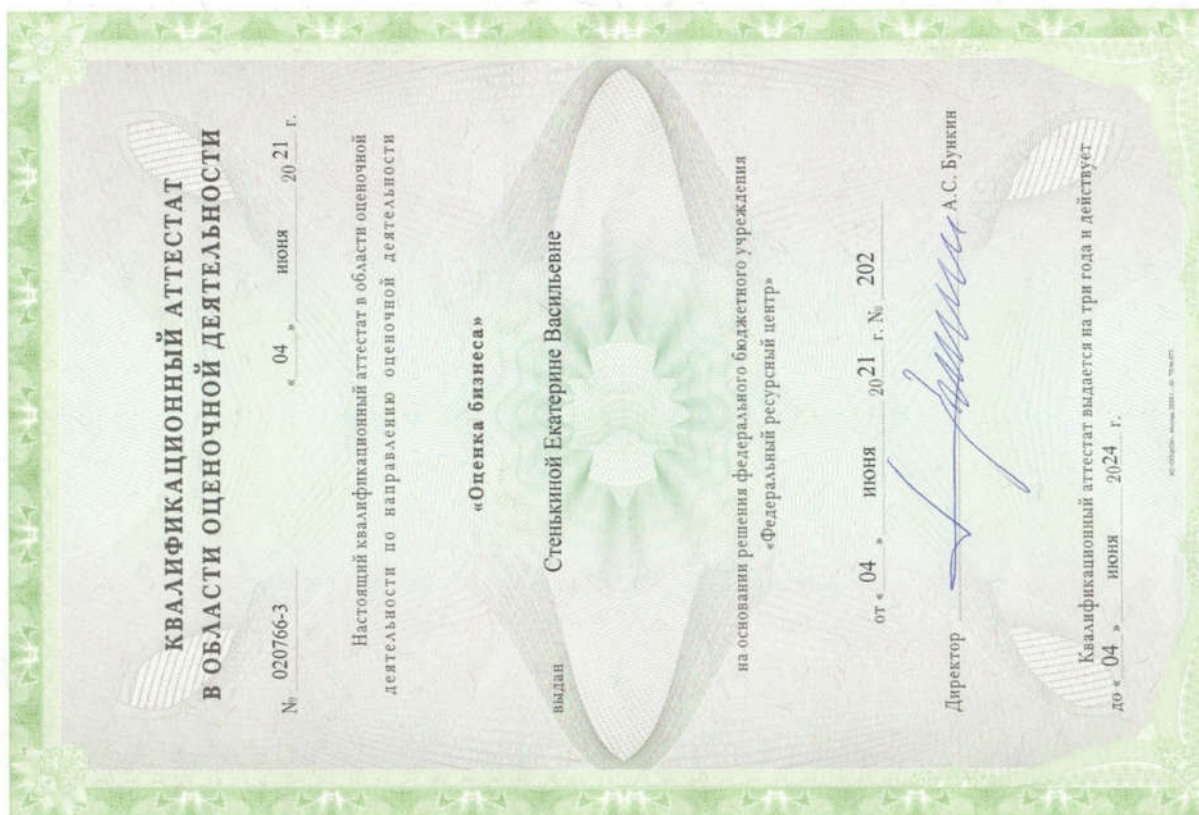 КВАЛИФИКАЦИОННЫЙ АТТЕСТАТ
В ОБЛАСТИ ОЦЕНОЧНОЙ ДЕЯТЕЛЬНОСТИ
№ 020766-3 « 04 » июня 20 21 г.
Настоящий квалификационный аттестат в области оценочной
деятельности по направлению оценочной деятельности
«Оценка бизнеса»
выдан Стенькиной Екатерине Васильевне
на основании решения федерального бюджетного учреждения
«Федеральный ресурсный центр»
от « 04 » июня 20 21 г. № 202
Директор А.С. Бункин
Квалификационный аттестат выдается на три года и действует
до « 04 » июня 2024 г.